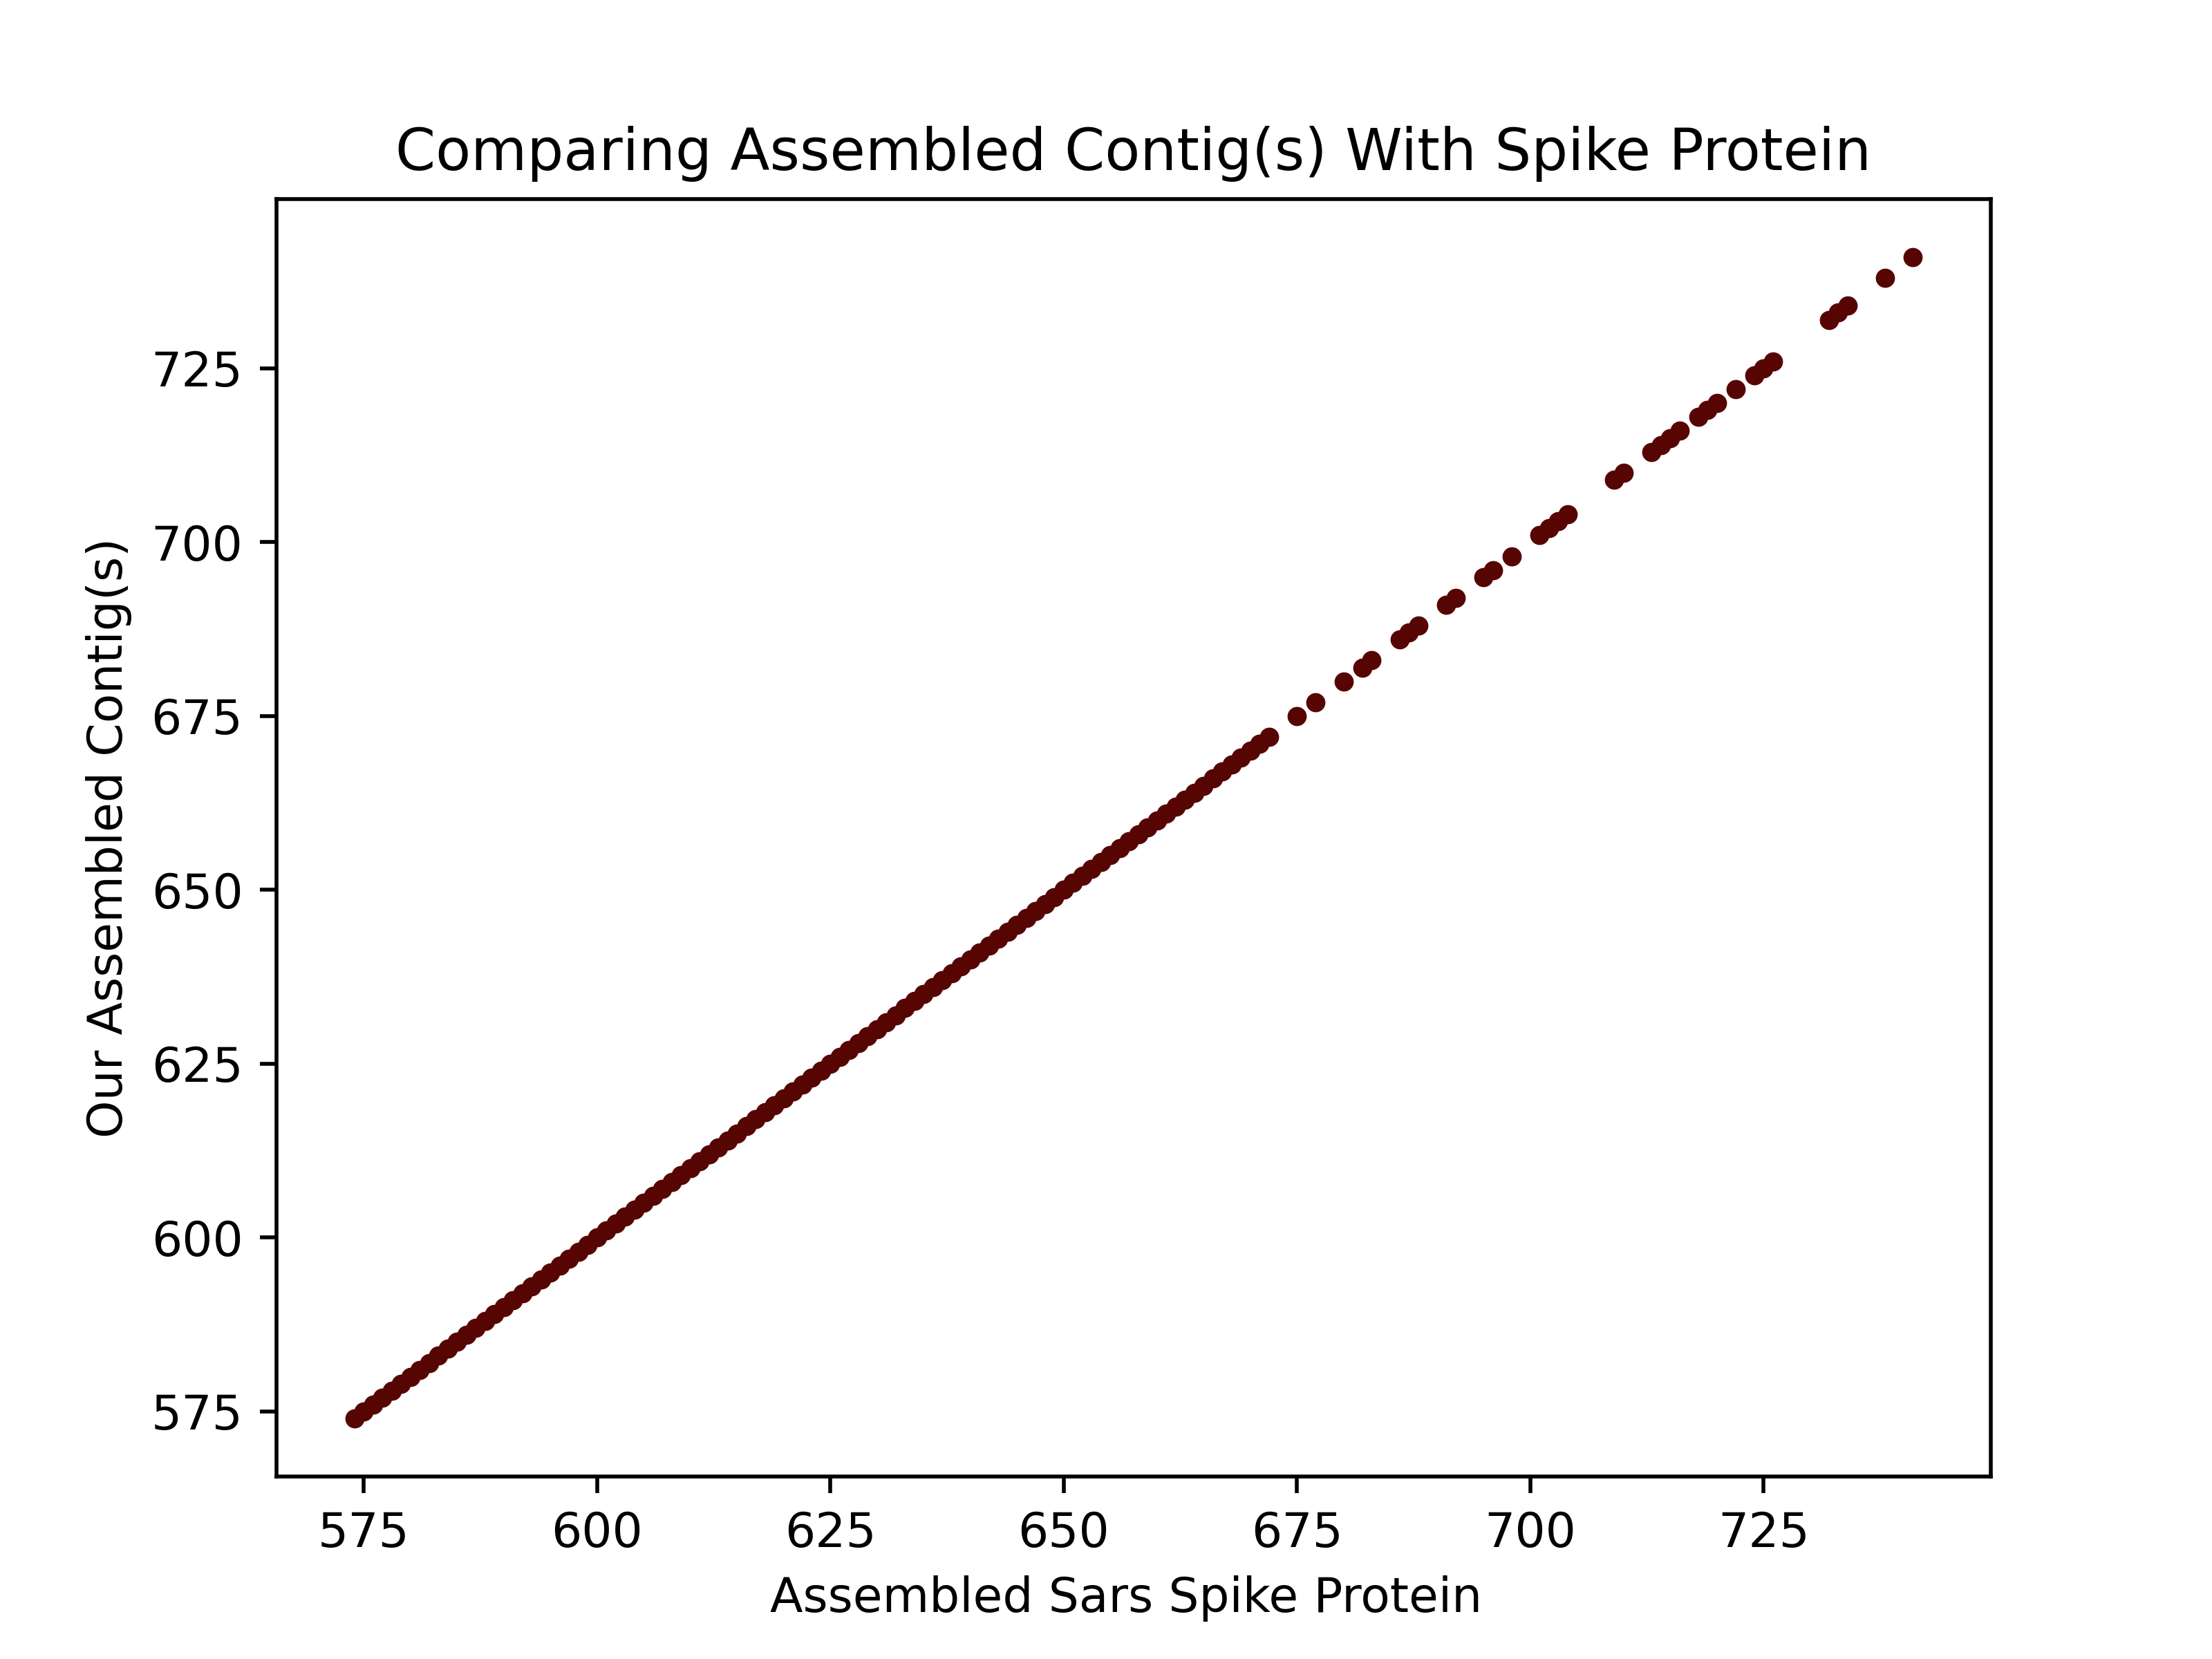 Comparing Assembled Contig(s) With Spike Protein
Our Assembled Contig(s)
725
700
675
650
625
600
575
575 600 625 650 675 700 725
Assembled Sars Spike Protein